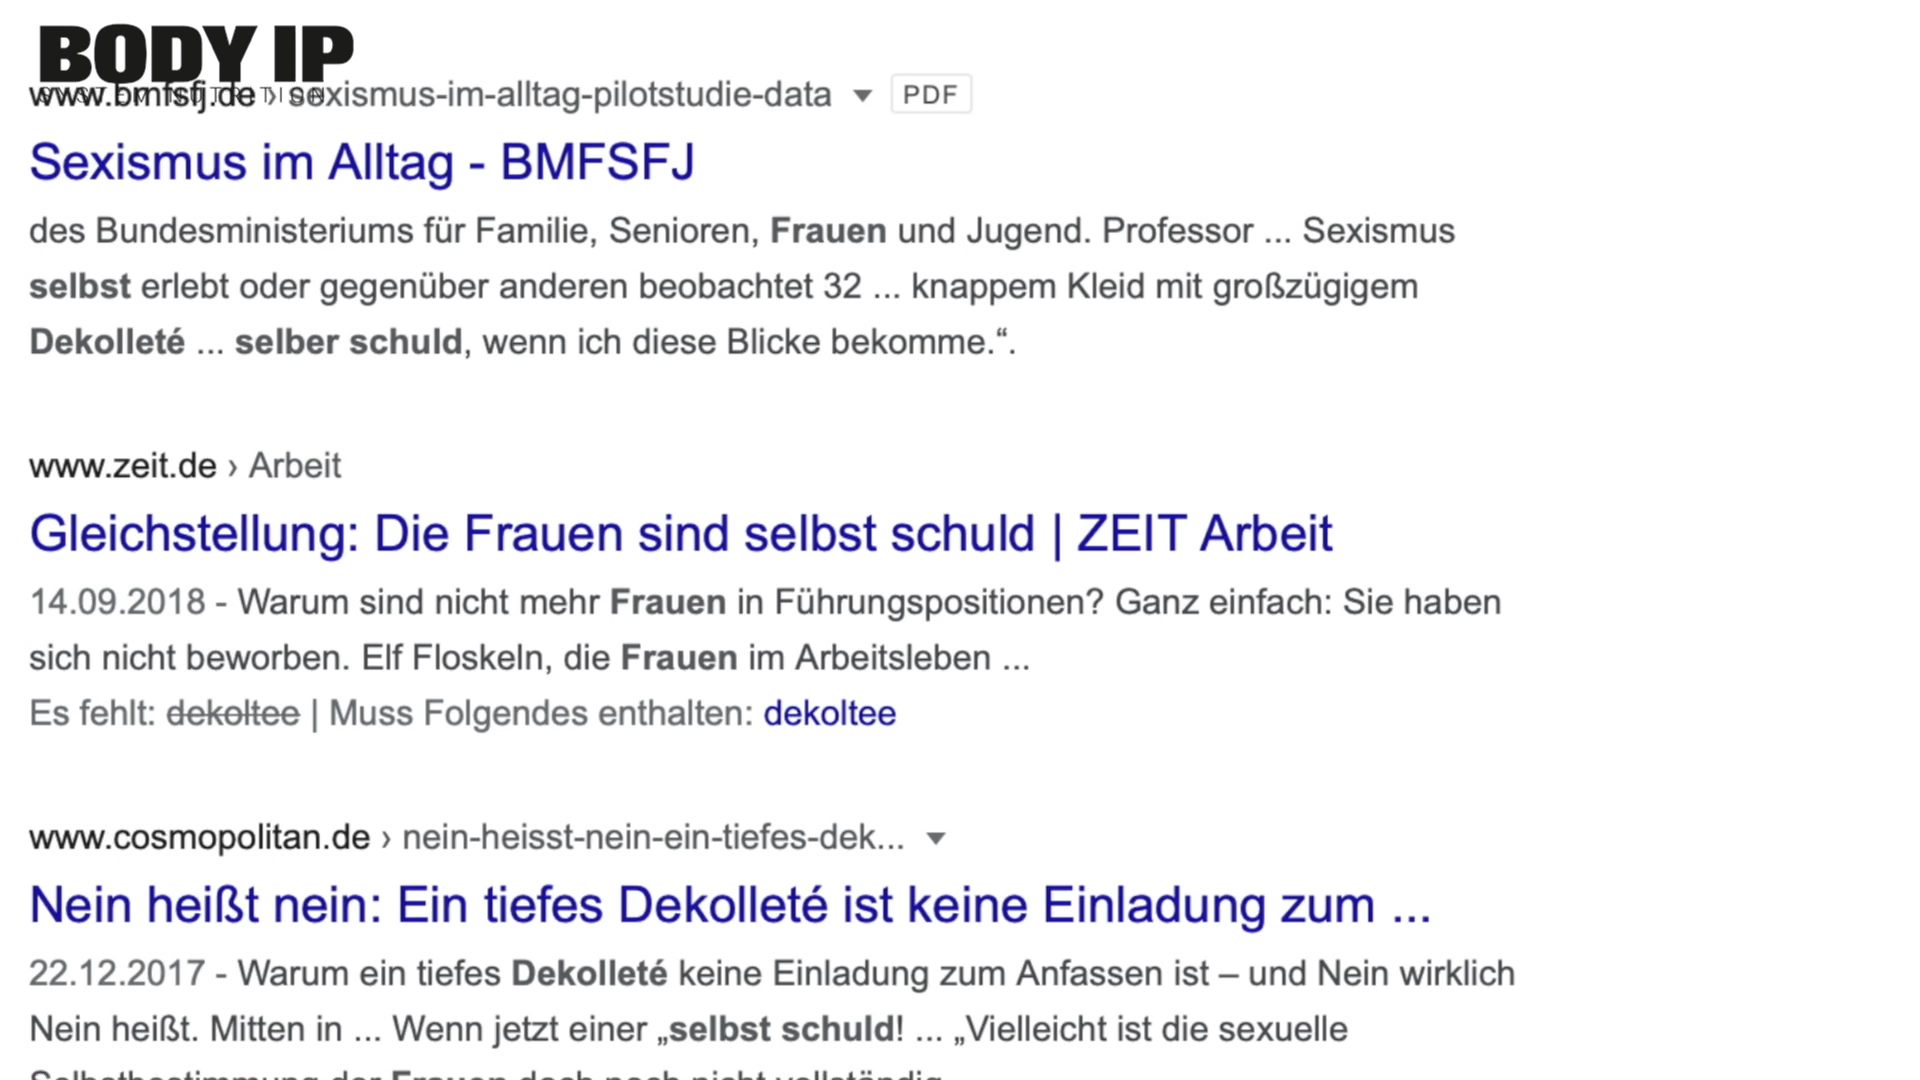 BODY IP
www.bmfsfj.de › sexismus-im-alltag-pilotstudie-data PDF
Sexismus im Alltag - BMFSFJ
des Bundesministeriums für Familie, Senioren, Frauen und Jugend. Professor ... Sexismus
selbst erlebt oder gegenüber anderen beobachtet 32 ... knappem Kleid mit großzügigem
Dekolleté ... selber schuld, wenn ich diese Blicke bekomme.“.
www.zeit.de › Arbeit
Gleichstellung: Die Frauen sind selbst schuld | ZEIT Arbeit
14.09.2018 - Warum sind nicht mehr Frauen in Führungspositionen? Ganz einfach: Sie haben
sich nicht beworben. Elf Floskeln, die Frauen im Arbeitsleben ...
Es fehlt: dekoltee | Muss Folgendes enthalten: dekoltee
www.cosmopolitan.de › nein-heisst-nein-ein-tiefes-dek...
Nein heißt nein: Ein tiefes Dekolleté ist keine Einladung zum ...
22.12.2017 - Warum ein tiefes Dekolleté keine Einladung zum Anfassen ist – und Nein wirklich
Nein heißt. Mitten in ... Wenn jetzt einer „selbst schuld! ... „Vielleicht ist die sexuelle
Selbstbestimmung der Frauen doch noch nicht vollständig